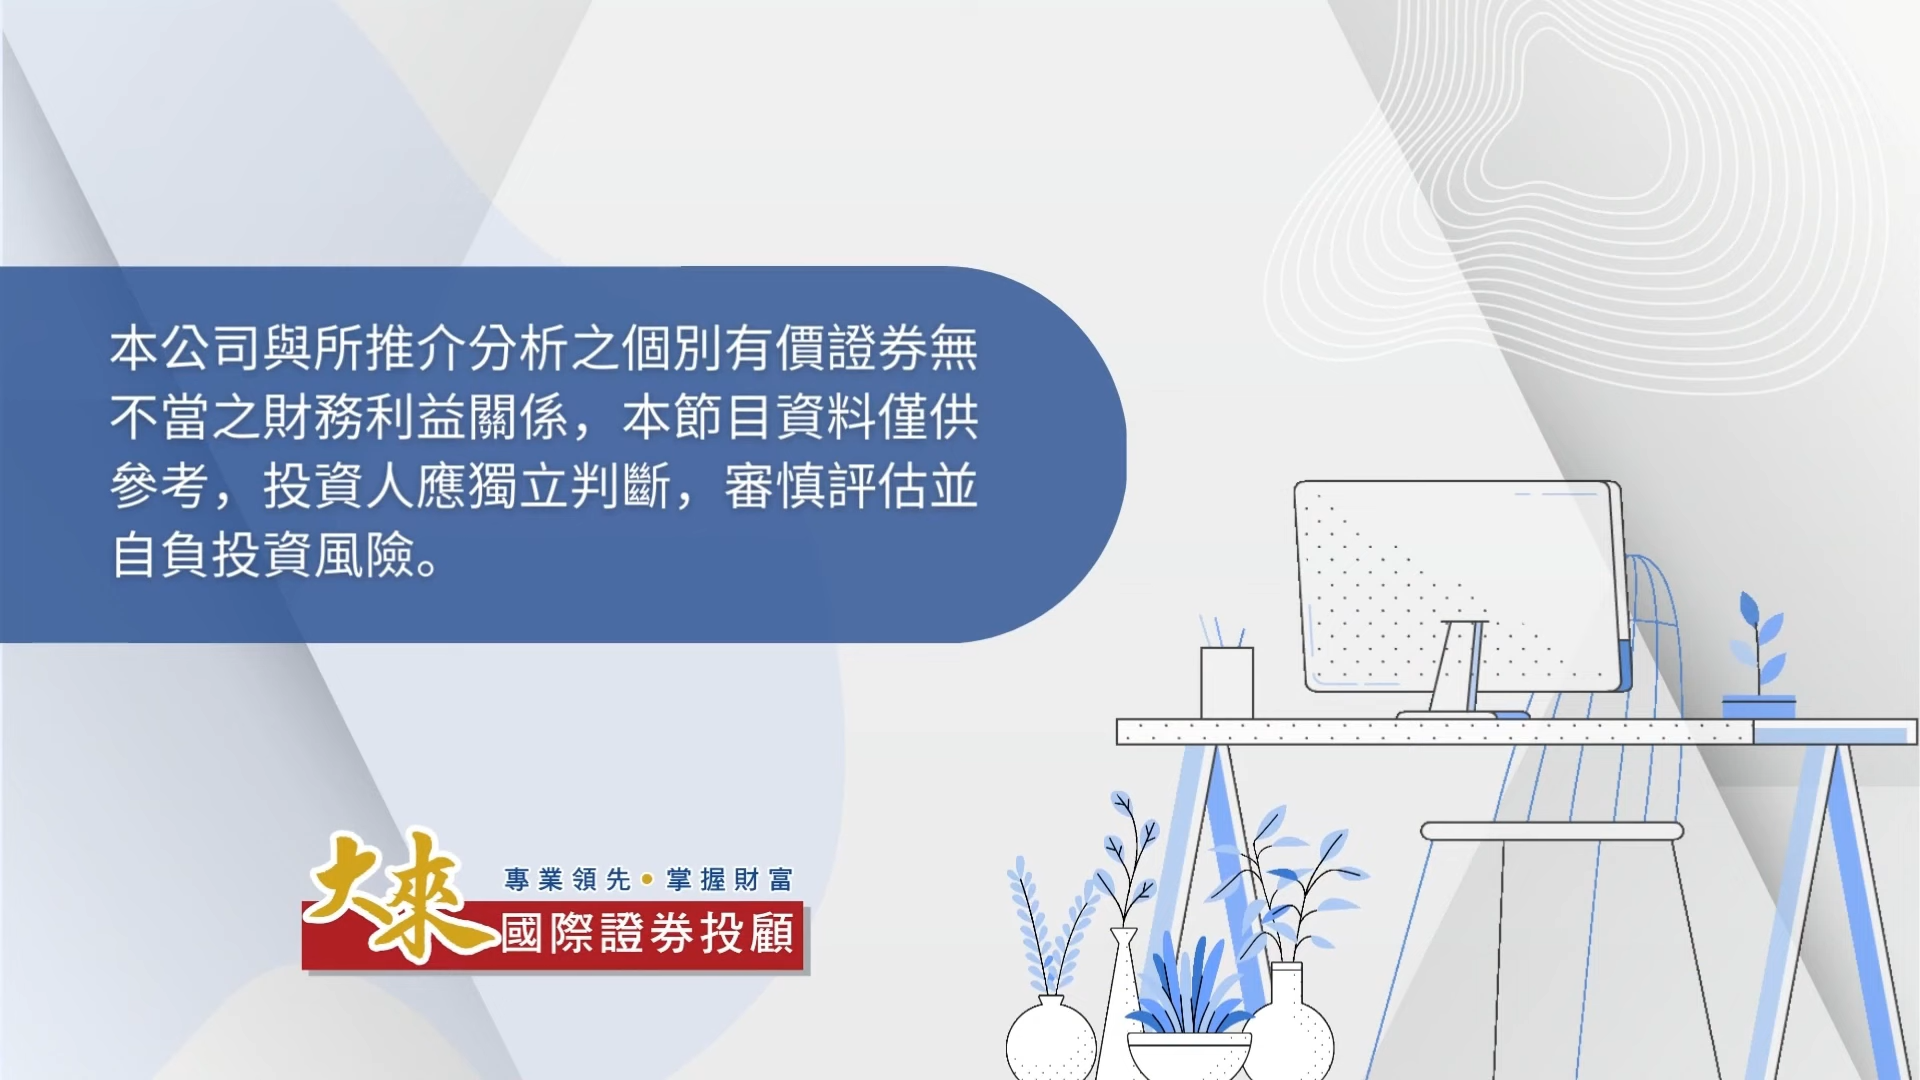 本公司與所推介分析之個別有價證券無
不當之財務利益關係，本節目資料僅供
參考，投資人應獨立判斷，審慎評估並
自負投資風險。
大來
專業領先•掌握財富
國際證券投顧